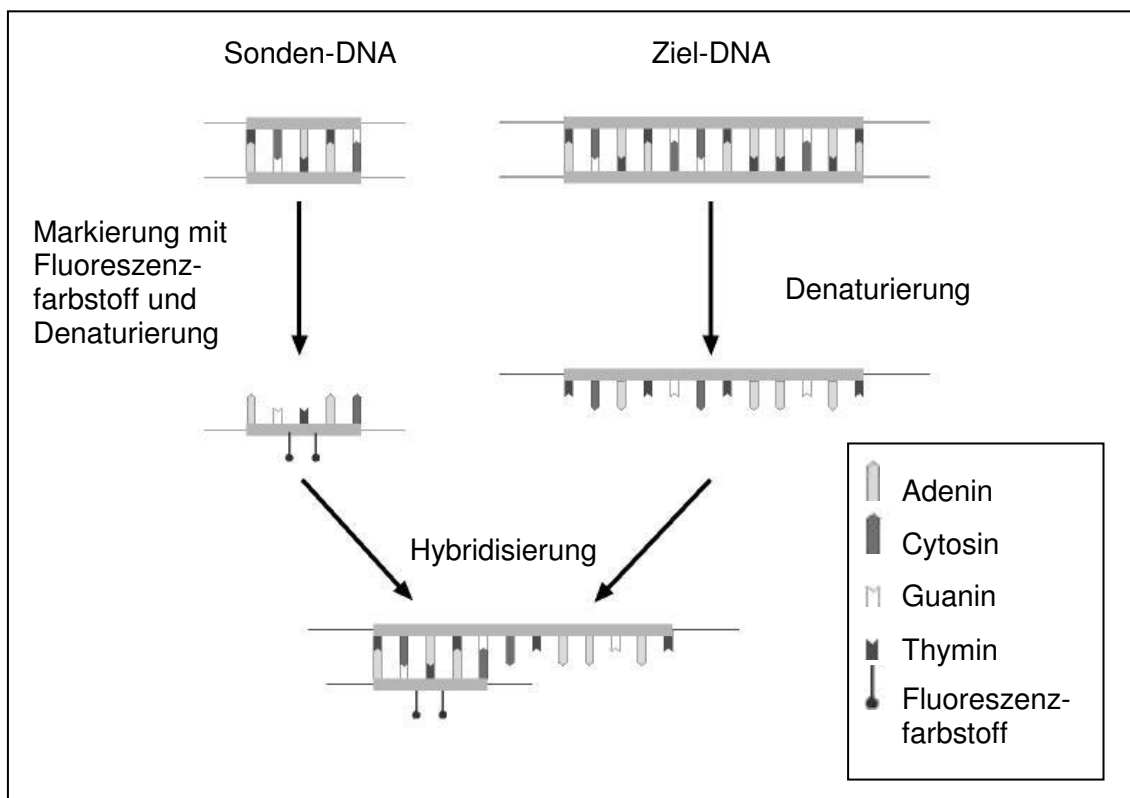 Sonden-DNA
Ziel-DNA
Markierung mit
Fluoreszenz-
farbstoff und
Denaturierung
Denaturierung
Hybridisierung
Adenin
Cytosin
Guanin
Thymin
Fluoreszenz-
farbstoff